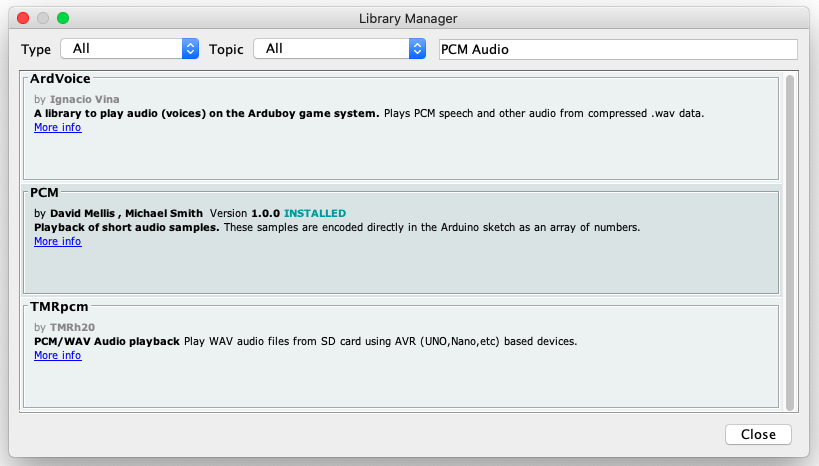 Library Manager
Type All Topic All PCM Audio
ArdVoice
by Ignacio Vina
A library to play audio (voices) on the Arduboy game system. Plays PCM speech and other audio from compressed .wav data.
More info
PCM
by David Mellis , Michael Smith Version 1.0.0 INSTALLED
Playback of short audio samples. These samples are encoded directly in the Arduino sketch as an array of numbers.
More info
TMRpcm
by TMRh20
PCM/WAV Audio playback Play WAV audio files from SD card using AVR (UNO,Nano,etc) based devices.
More info
Close